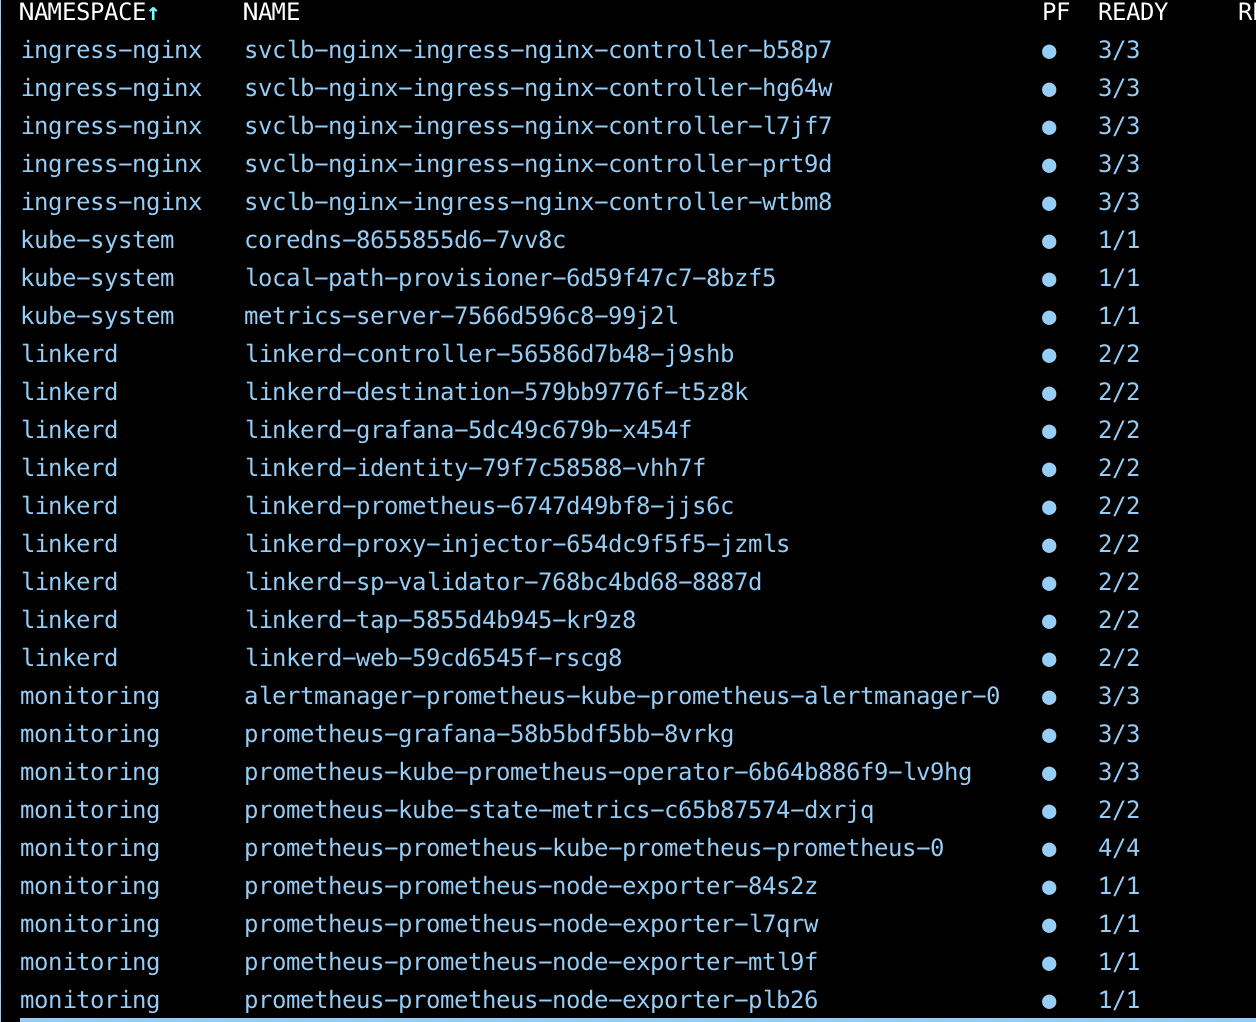 NAMESPACE↑ NAME PF READY
ingress-nginx svclb-nginx-ingress-nginx-controller-b58p7 ● 3/3
ingress-nginx svclb-nginx-ingress-nginx-controller-hg64w ● 3/3
ingress-nginx svclb-nginx-ingress-nginx-controller-l7jf7 ● 3/3
ingress-nginx svclb-nginx-ingress-nginx-controller-prt9d ● 3/3
ingress-nginx svclb-nginx-ingress-nginx-controller-wtbm8 ● 3/3
kube-system coredns-8655855d6-7vv8c ● 1/1
kube-system local-path-provisioner-6d59f47c7-8bzf5 ● 1/1
kube-system metrics-server-7566d596c8-99j2l ● 1/1
linkerd linkerd-controller-56586d7b48-j9shb ● 2/2
linkerd linkerd-destination-579bb9776f-t5z8k ● 2/2
linkerd linkerd-grafana-5dc49c679b-x454f ● 2/2
linkerd linkerd-identity-79f7c58588-vhh7f ● 2/2
linkerd linkerd-prometheus-6747d49bf8-jjs6c ● 2/2
linkerd linkerd-proxy-injector-654dc9f5f5-jzmls ● 2/2
linkerd linkerd-sp-validator-768bc4bd68-8887d ● 2/2
linkerd linkerd-tap-5855d4b945-kr9z8 ● 2/2
linkerd linkerd-web-59cd6545f-rscg8 ● 2/2
monitoring alertmanager-prometheus-kube-prometheus-alertmanager-0 ● 3/3
monitoring prometheus-grafana-58b5bdf5bb-8vrkg ● 3/3
monitoring prometheus-kube-prometheus-operator-6b64b886f9-lv9hg ● 3/3
monitoring prometheus-kube-state-metrics-c65b87574-dxrjq ● 2/2
monitoring prometheus-prometheus-kube-prometheus-prometheus-0 ● 4/4
monitoring prometheus-prometheus-node-exporter-84s2z ● 1/1
monitoring prometheus-prometheus-node-exporter-l7qrw ● 1/1
monitoring prometheus-prometheus-node-exporter-mtl9f ● 1/1
monitoring prometheus-prometheus-node-exporter-plb26 ● 1/1